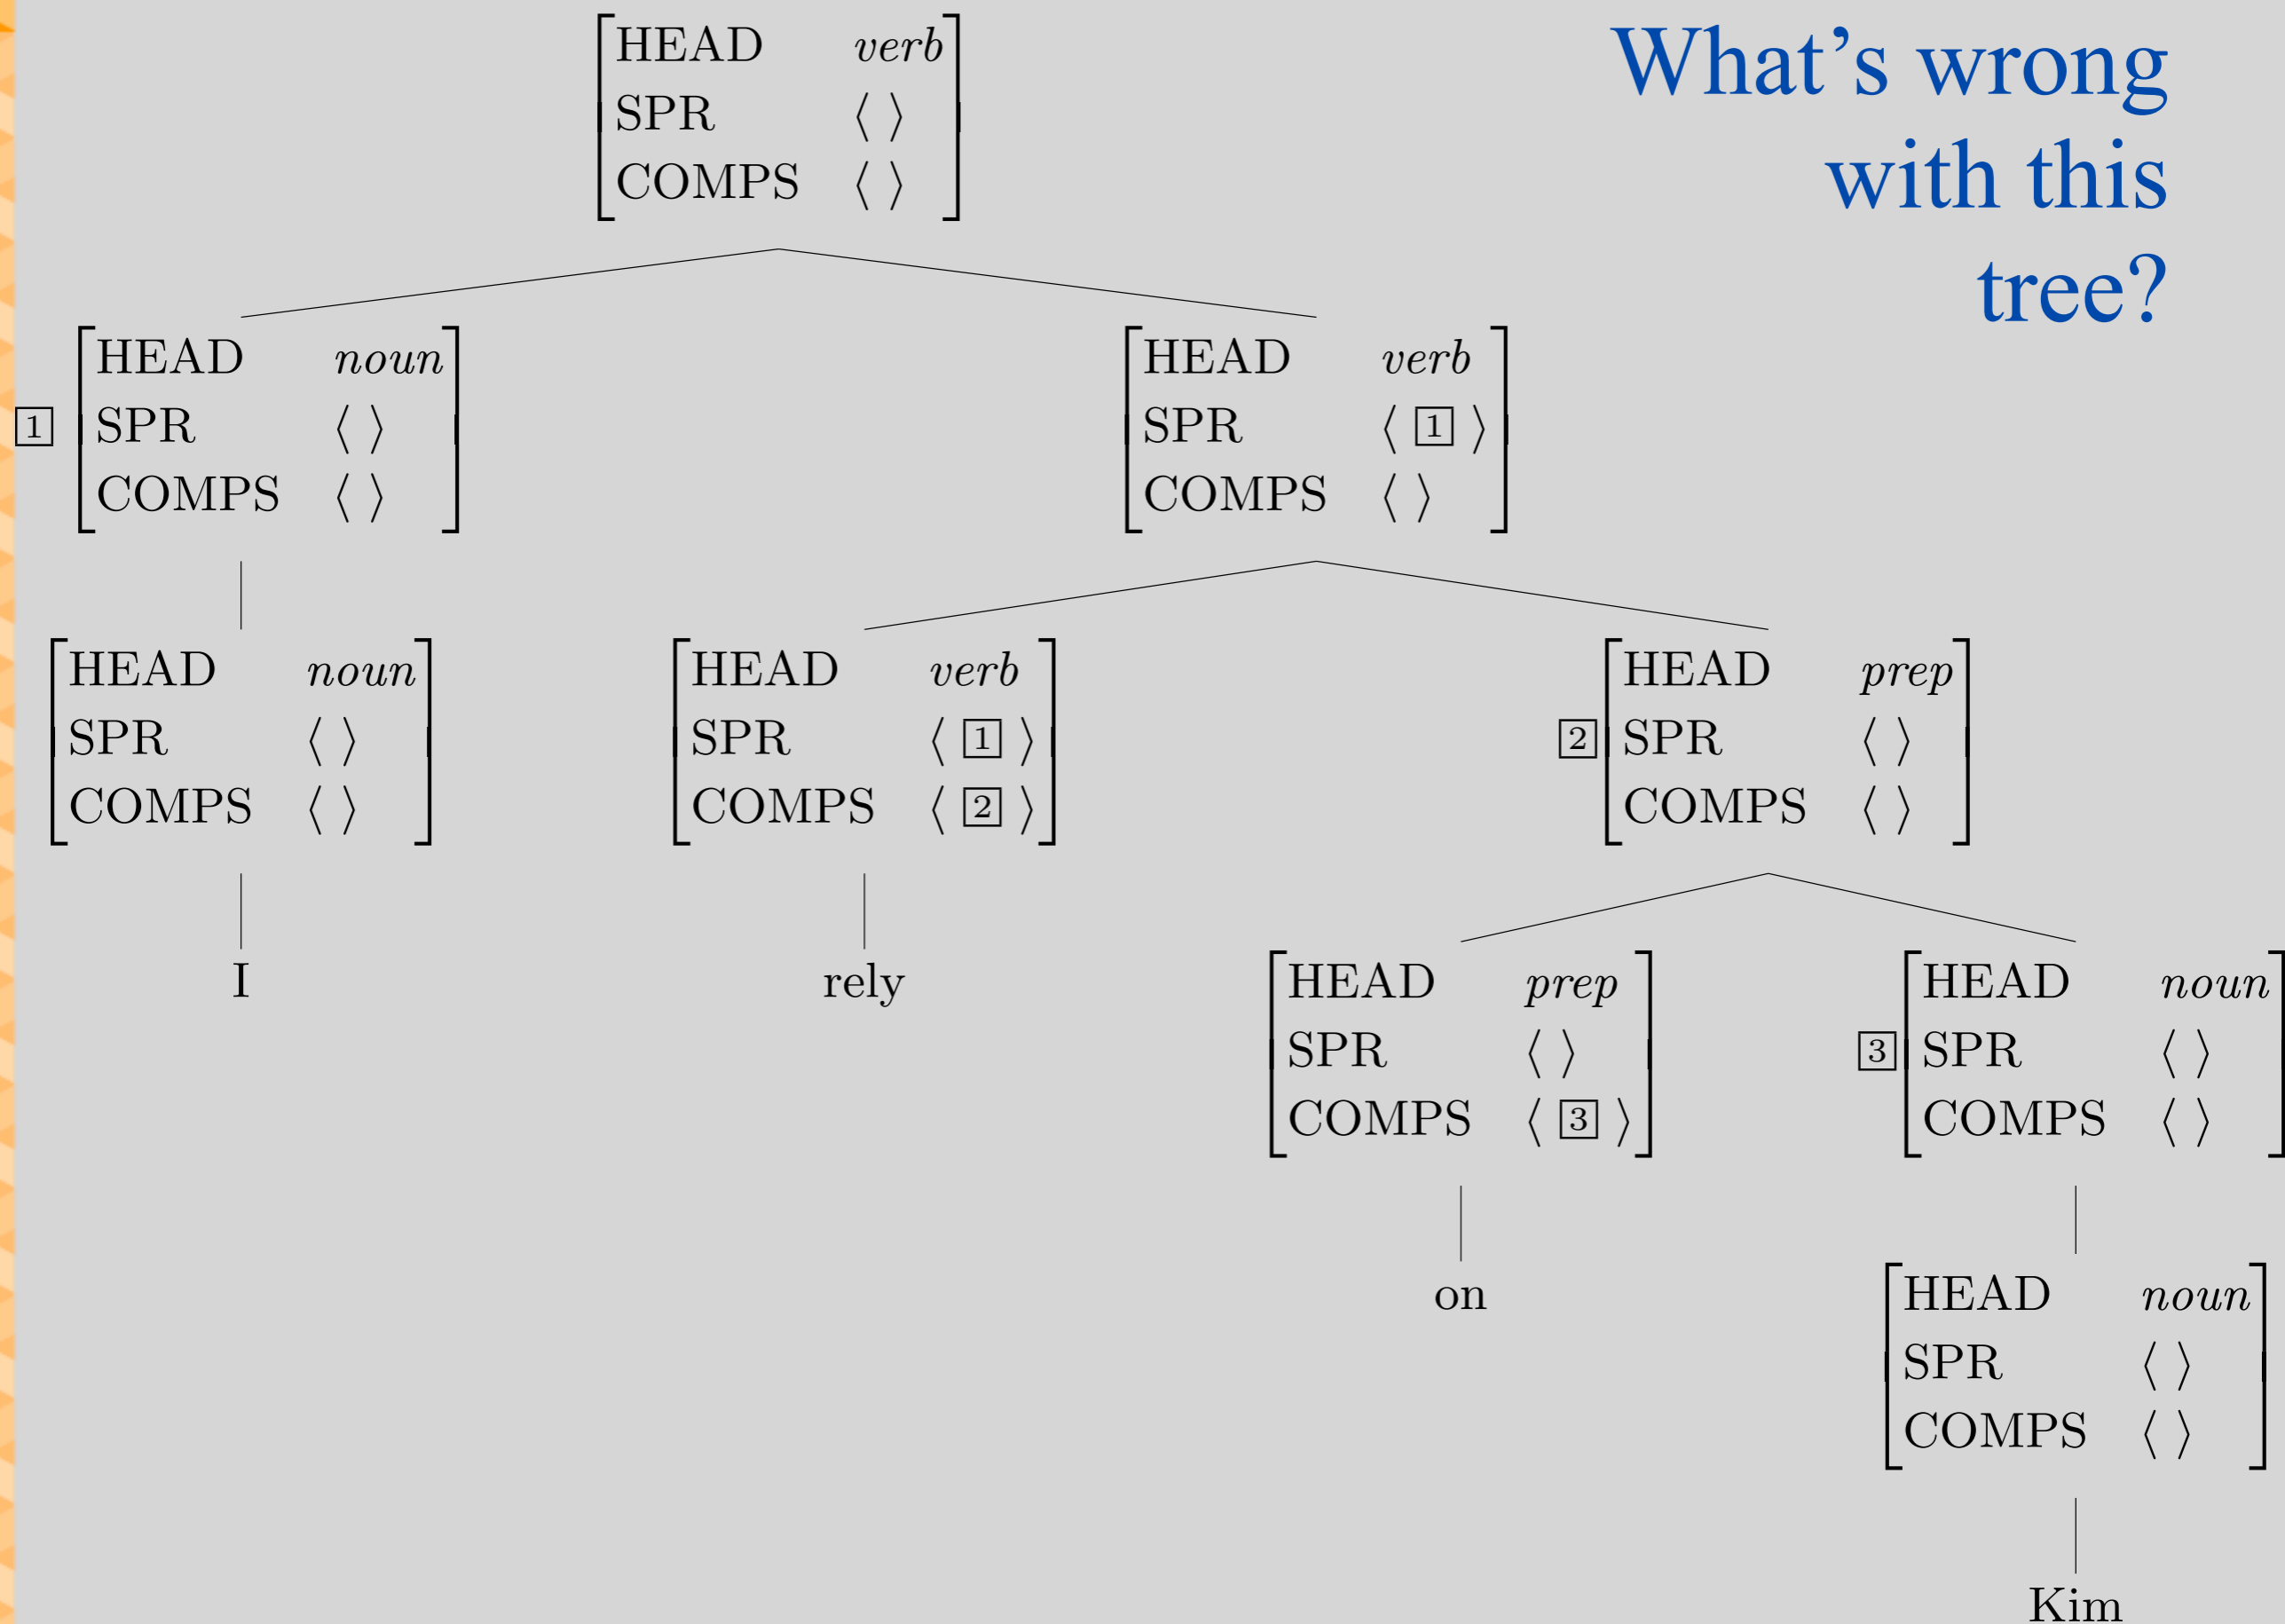 What's wrong
with this
tree?
HEAD verb
SPR ⟨ ⟩
COMPS ⟨ ⟩
1
HEAD noun
SPR ⟨ ⟩
COMPS ⟨ ⟩
HEAD verb
SPR ⟨ 1 ⟩
COMPS ⟨ ⟩
HEAD noun
SPR ⟨ ⟩
COMPS ⟨ ⟩
HEAD verb
SPR ⟨ 1 ⟩
COMPS ⟨ 2 ⟩
2
HEAD prep
SPR ⟨ ⟩
COMPS ⟨ ⟩
I
rely
HEAD prep
SPR ⟨ ⟩
COMPS ⟨ 3 ⟩
3
HEAD noun
SPR ⟨ ⟩
COMPS ⟨ ⟩
on
HEAD noun
SPR ⟨ ⟩
COMPS ⟨ ⟩
Kim